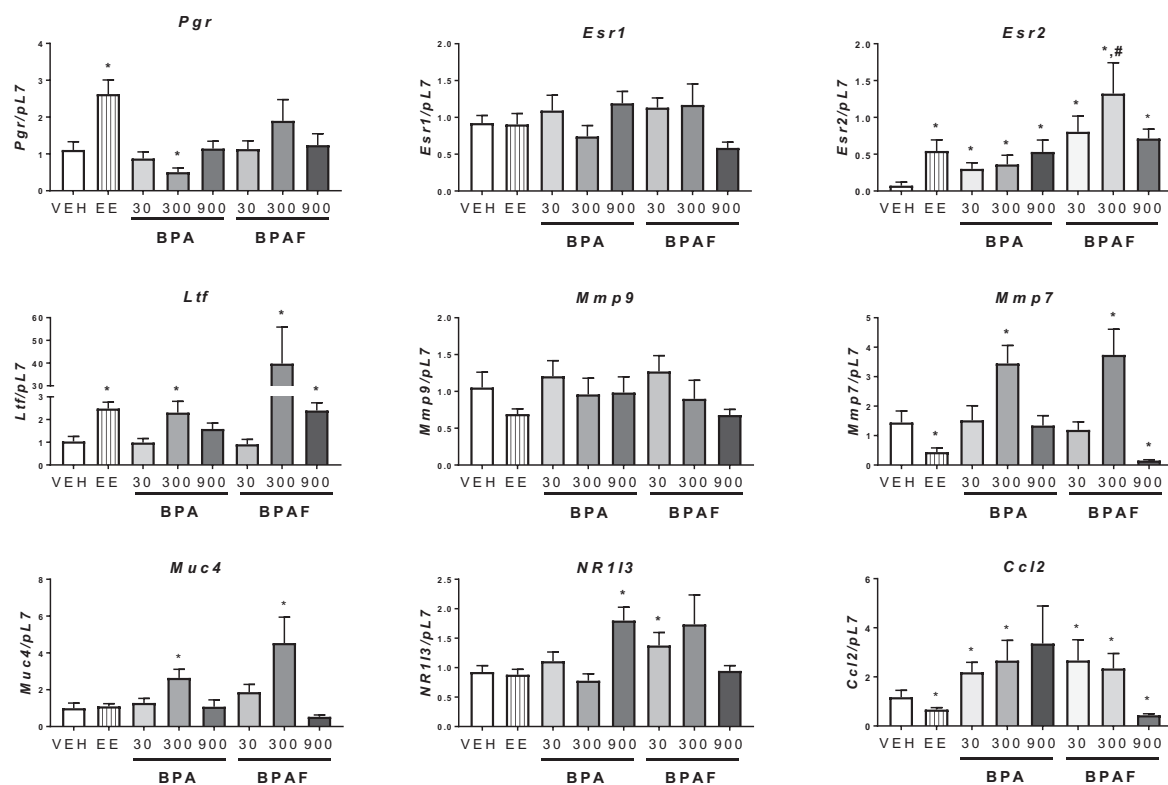 Pgr
Pgr/pL7
4
3
2
1
0
*
*
VEH EE 30 300 900 30 300 900
BPA BPAF
Esr1
Esr1/pL7
2.0
1.5
1.0
0.5
0.0
VEH EE 30 300 900 30 300 900
BPA BPAF
Esr2
Esr2/pL7
2.0
1.5
1.0
0.5
0.0
* * * * * *,# *
VEH EE 30 300 900 30 300 900
BPA BPAF
Ltf
Ltf/pL7
60
50
40
30
3
2
1
0
* * * *
VEH EE 30 300 900 30 300 900
BPA BPAF
Mmp9
Mmp9/pL7
2.0
1.5
1.0
0.5
0.0
VEH EE 30 300 900 30 300 900
BPA BPAF
Mmp7
Mmp7/pL7
5
4
3
2
1
0
* * * *
VEH EE 30 300 900 30 300 900
BPA BPAF
Muc4
Muc4/pL7
8
6
4
2
0
* *
VEH EE 30 300 900 30 300 900
BPA BPAF
NR1I3
NR1I3/pL7
2.5
2.0
1.5
1.0
0.5
0.0
* *
VEH EE 30 300 900 30 300 900
BPA BPAF
Ccl2
Ccl2/pL7
6
4
2
0
* * * * * *
VEH EE 30 300 900 30 300 900
BPA BPAF